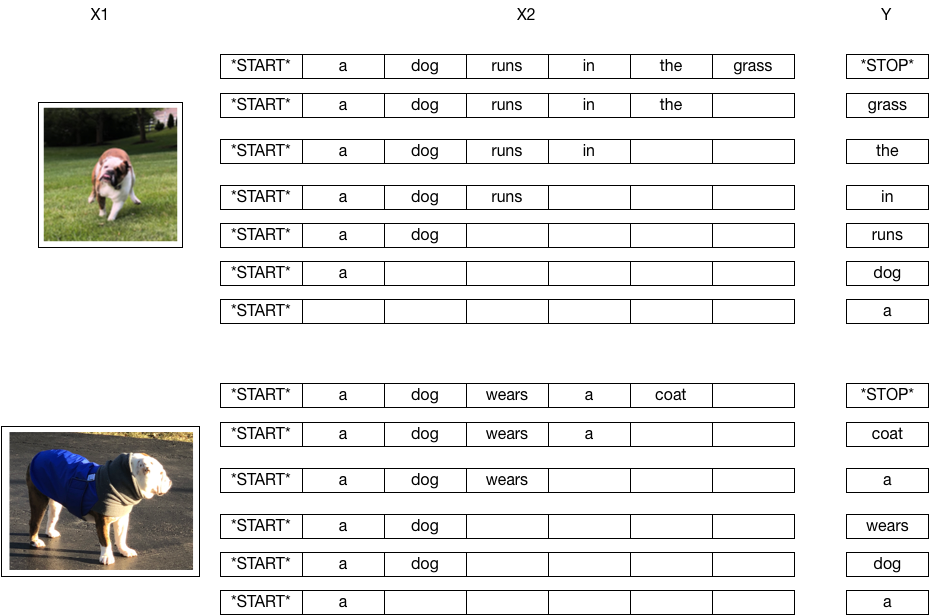 X1 X2 Y
*START* a dog runs in the grass *STOP*
*START* a dog runs in the grass
*START* a dog runs in the
*START* a dog runs in
*START* a dog runs
*START* a dog
*START* a
*START* a dog wears a coat *STOP*
*START* a dog wears a coat
*START* a dog wears a
*START* a dog wears
*START* a dog dog
*START* a a